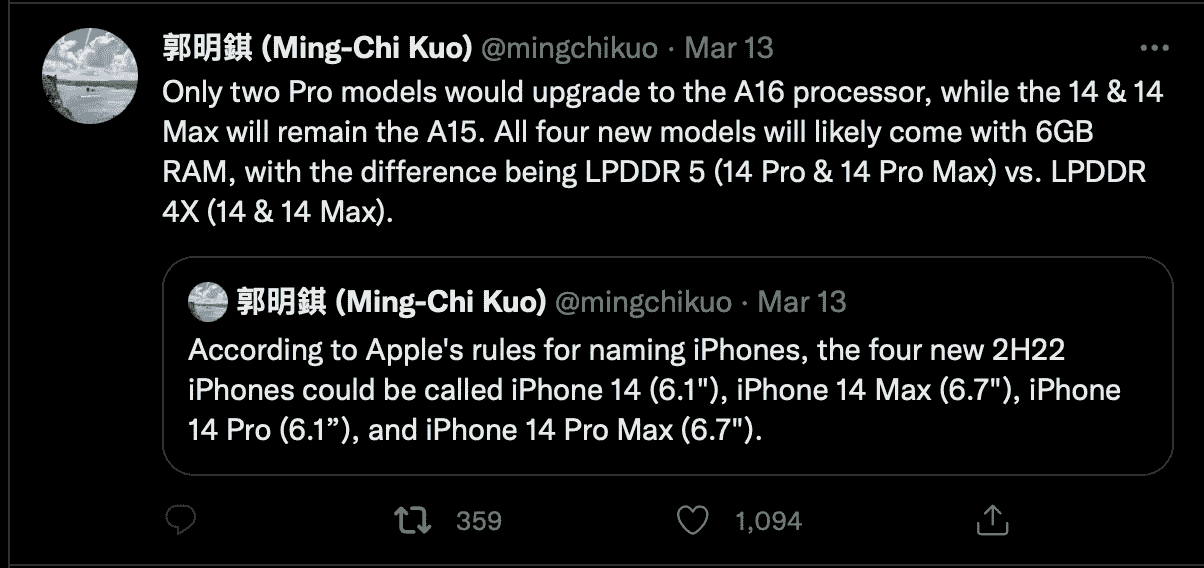 郭明錤 (Ming-Chi Kuo) @mingchikuo · Mar 13
Only two Pro models would upgrade to the A16 processor, while the 14 & 14
Max will remain the A15. All four new models will likely come with 6GB
RAM, with the difference being LPDDR 5 (14 Pro & 14 Pro Max) vs. LPDDR
4X (14 & 14 Max).
郭明錤 (Ming-Chi Kuo) @mingchikuo · Mar 13
According to Apple's rules for naming iPhones, the four new 2H22
iPhones could be called iPhone 14 (6.1"), iPhone 14 Max (6.7"), iPhone
14 Pro (6.1”), and iPhone 14 Pro Max (6.7").
359 1,094